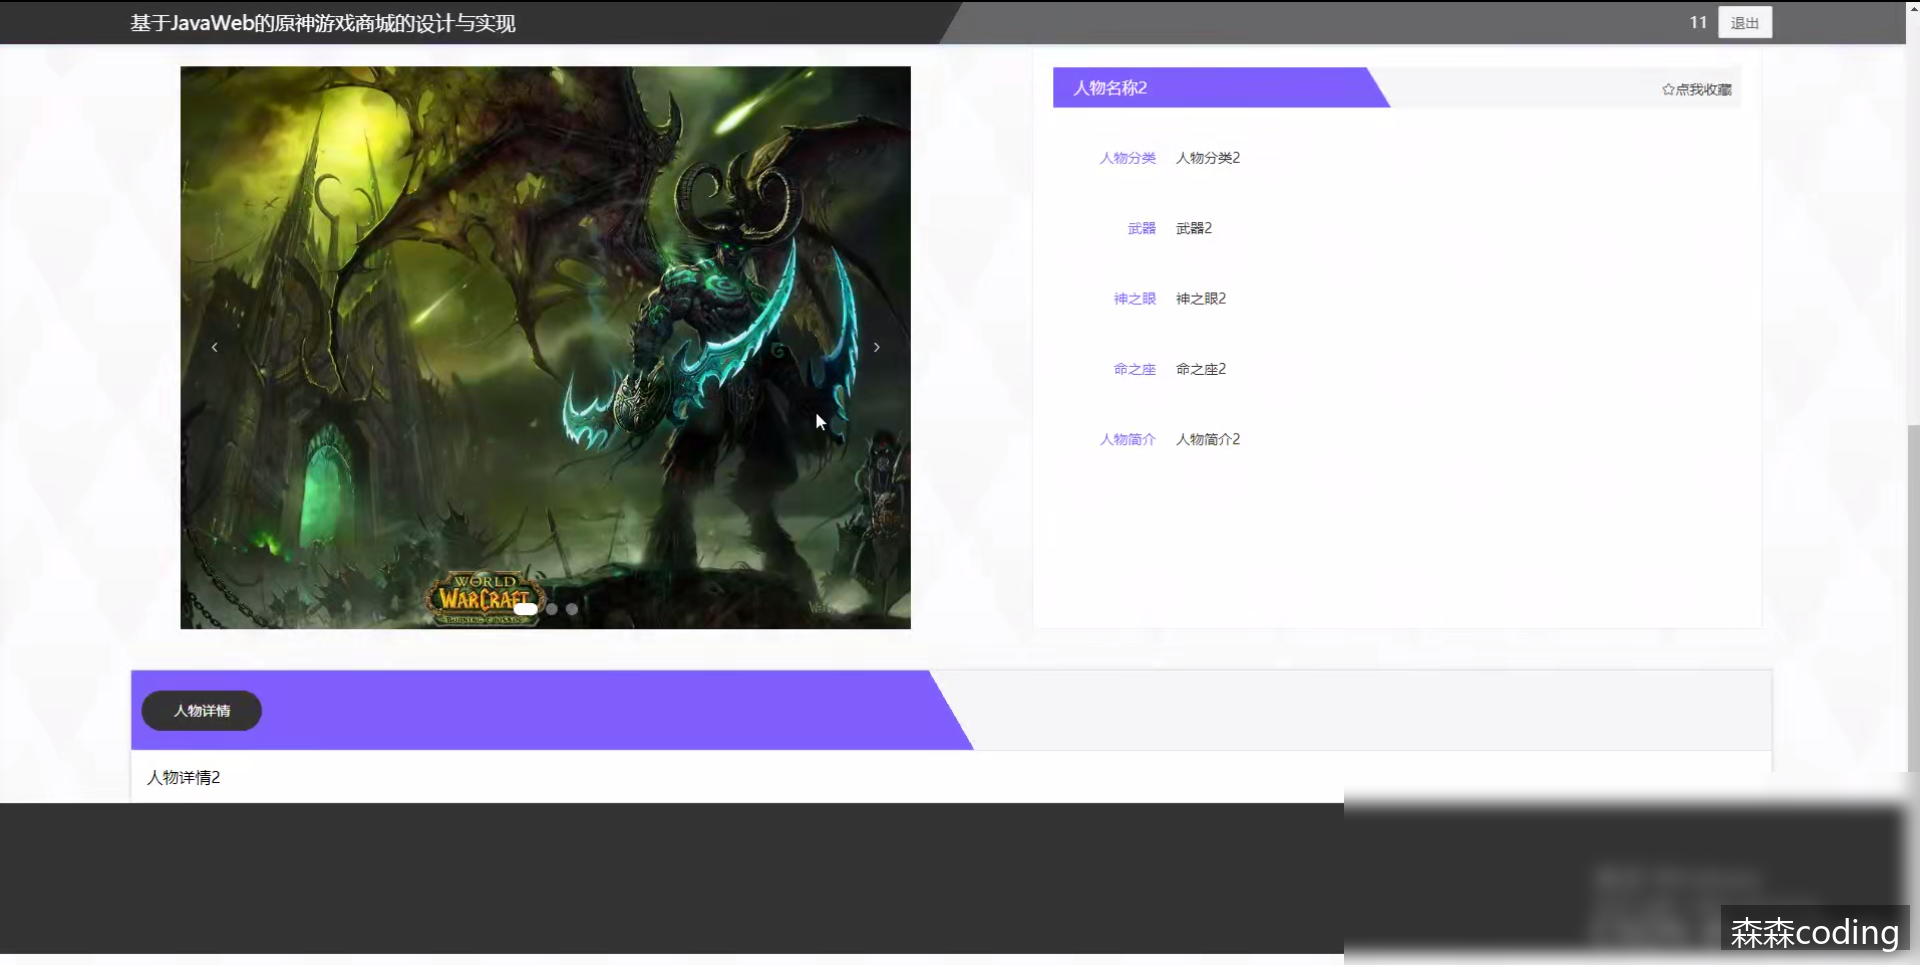 基于JavaWeb的原神游戏商城的设计与实现
11 退出
人物名称2 ☆点我收藏
人物分类 人物分类2
武器 武器2
神之眼 神之眼2
命之座 命之座2
人物简介 人物简介2
WORLD
WARCRAFT
BURNING CRUSADE
人物详情
人物详情2
森森coding